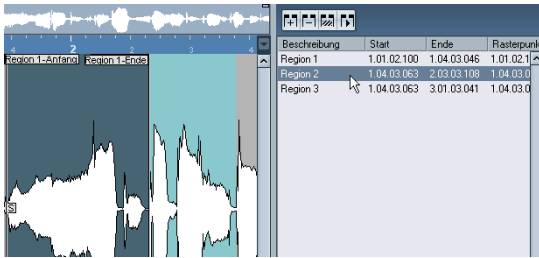 4 2 3 4
Region 1-Anfang Region 1-Ende
Beschreibung Start Ende Rasterpunk
Region 1 1.01.02.100 1.04.03.046 1.01.02.1
Region 2 1.04.03.063 2.03.03.108 1.04.03.0
Region 3 1.04.03.063 3.01.03.041 1.04.03.0